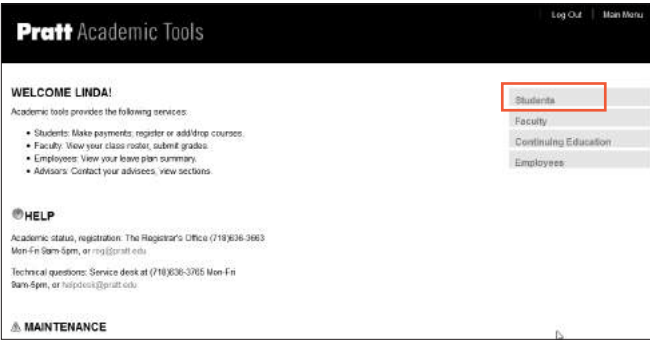 Log Out | Main Menu
Pratt Academic Tools
WELCOME LINDA!
Academic tools provides the following services:
• Students: Make payments; register or add/drop courses.
• Faculty: View your class roster, submit grades.
• Employees: View your leave plan summary.
• Advisors: Contact your advisees, view sections.
Students
Faculty
Continuing Education
Employees
HELP
Academic status, registration: The Registrar's Office (718)636-3663
Mon-Fri 9am-5pm, or reg@pratt.edu
Technical questions: Service desk at (718)636-3765 Mon-Fri
9am-5pm, or helpdesk@pratt.edu
MAINTENANCE